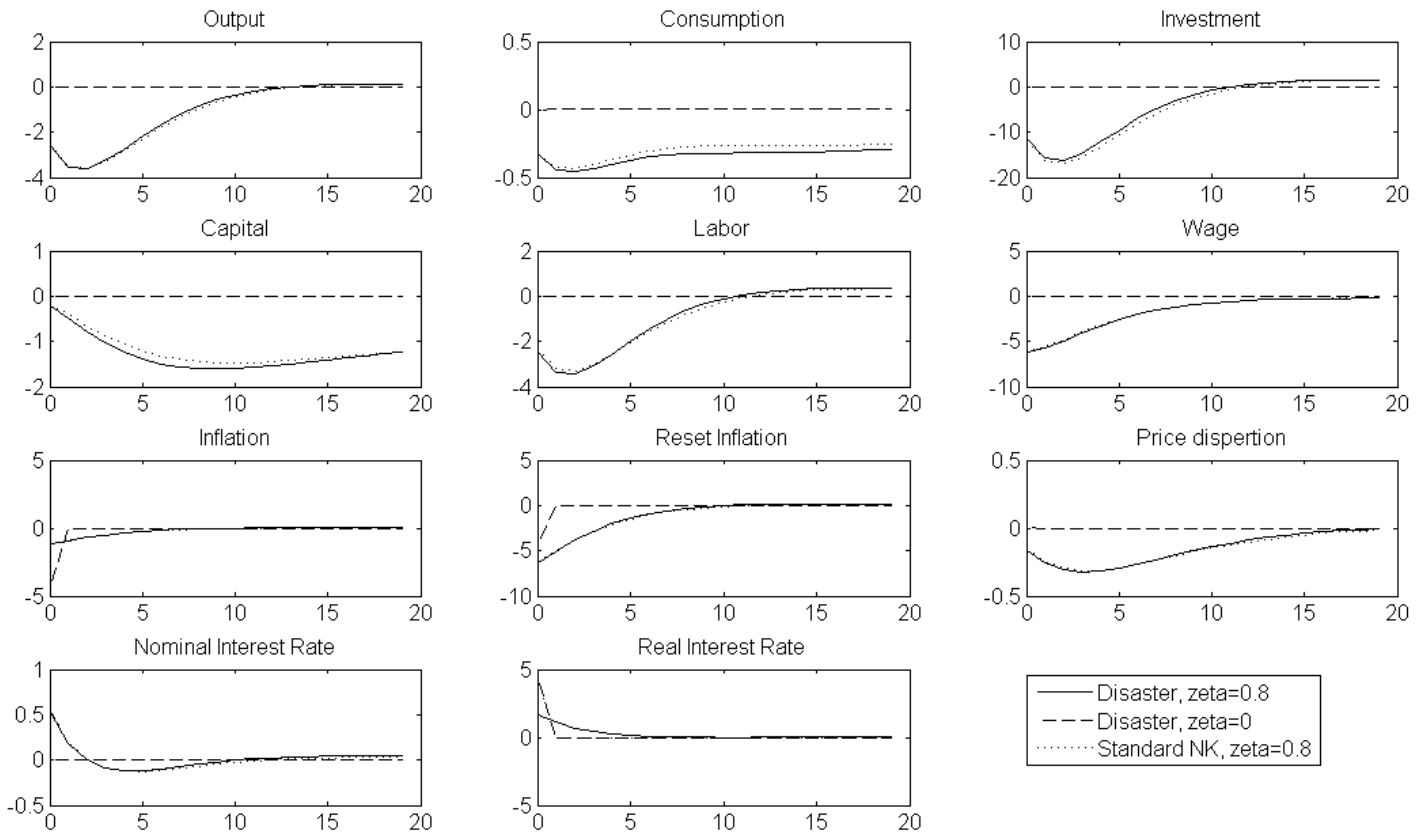 Output
2
0
-2
-4
0 5 10 15 20
Consumption
0.5
0
-0.5
0 5 10 15 20
Investment
10
0
-10
-20
0 5 10 15 20
Capital
1
0
-1
-2
0 5 10 15 20
Labor
2
0
-2
-4
0 5 10 15 20
Wage
5
0
-5
-10
0 5 10 15 20
Inflation
5
0
-5
0 5 10 15 20
Reset Inflation
5
0
-5
-10
0 5 10 15 20
Price dispertion
0.5
0
-0.5
0 5 10 15 20
Nominal Interest Rate
1
0.5
0
-0.5
0 5 10 15 20
Real Interest Rate
5
0
-5
0 5 10 15 20
Disaster, zeta=0.8
Disaster, zeta=0
Standard NK, zeta=0.8